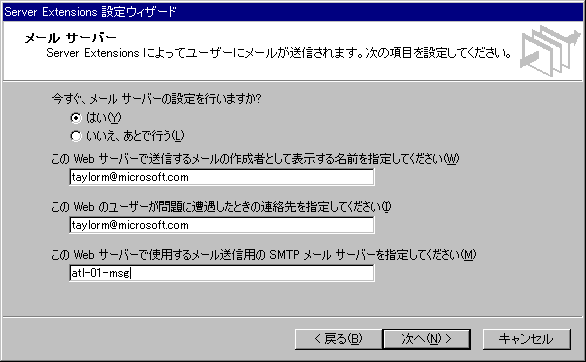 Server Extensions 設定ウィザード
メール サーバー
Server Extensions によってユーザーにメールが送信されます。次の項目を設定してください。
今すぐ、メール サーバーの設定を行いますか?
はい(Y)
いいえ、あとで行う(L)
この Web サーバーで送信するメールの作成者として表示する名前を指定してください(W)
taylorm@microsoft.com
この Web のユーザーが問題に遭遇したときの連絡先を指定してください(I)
taylorm@microsoft.com
この Web サーバーで使用するメール送信用の SMTP メール サーバーを指定してください(M)
atl-01-msg
< 戻る(B) 次へ(N) > キャンセル